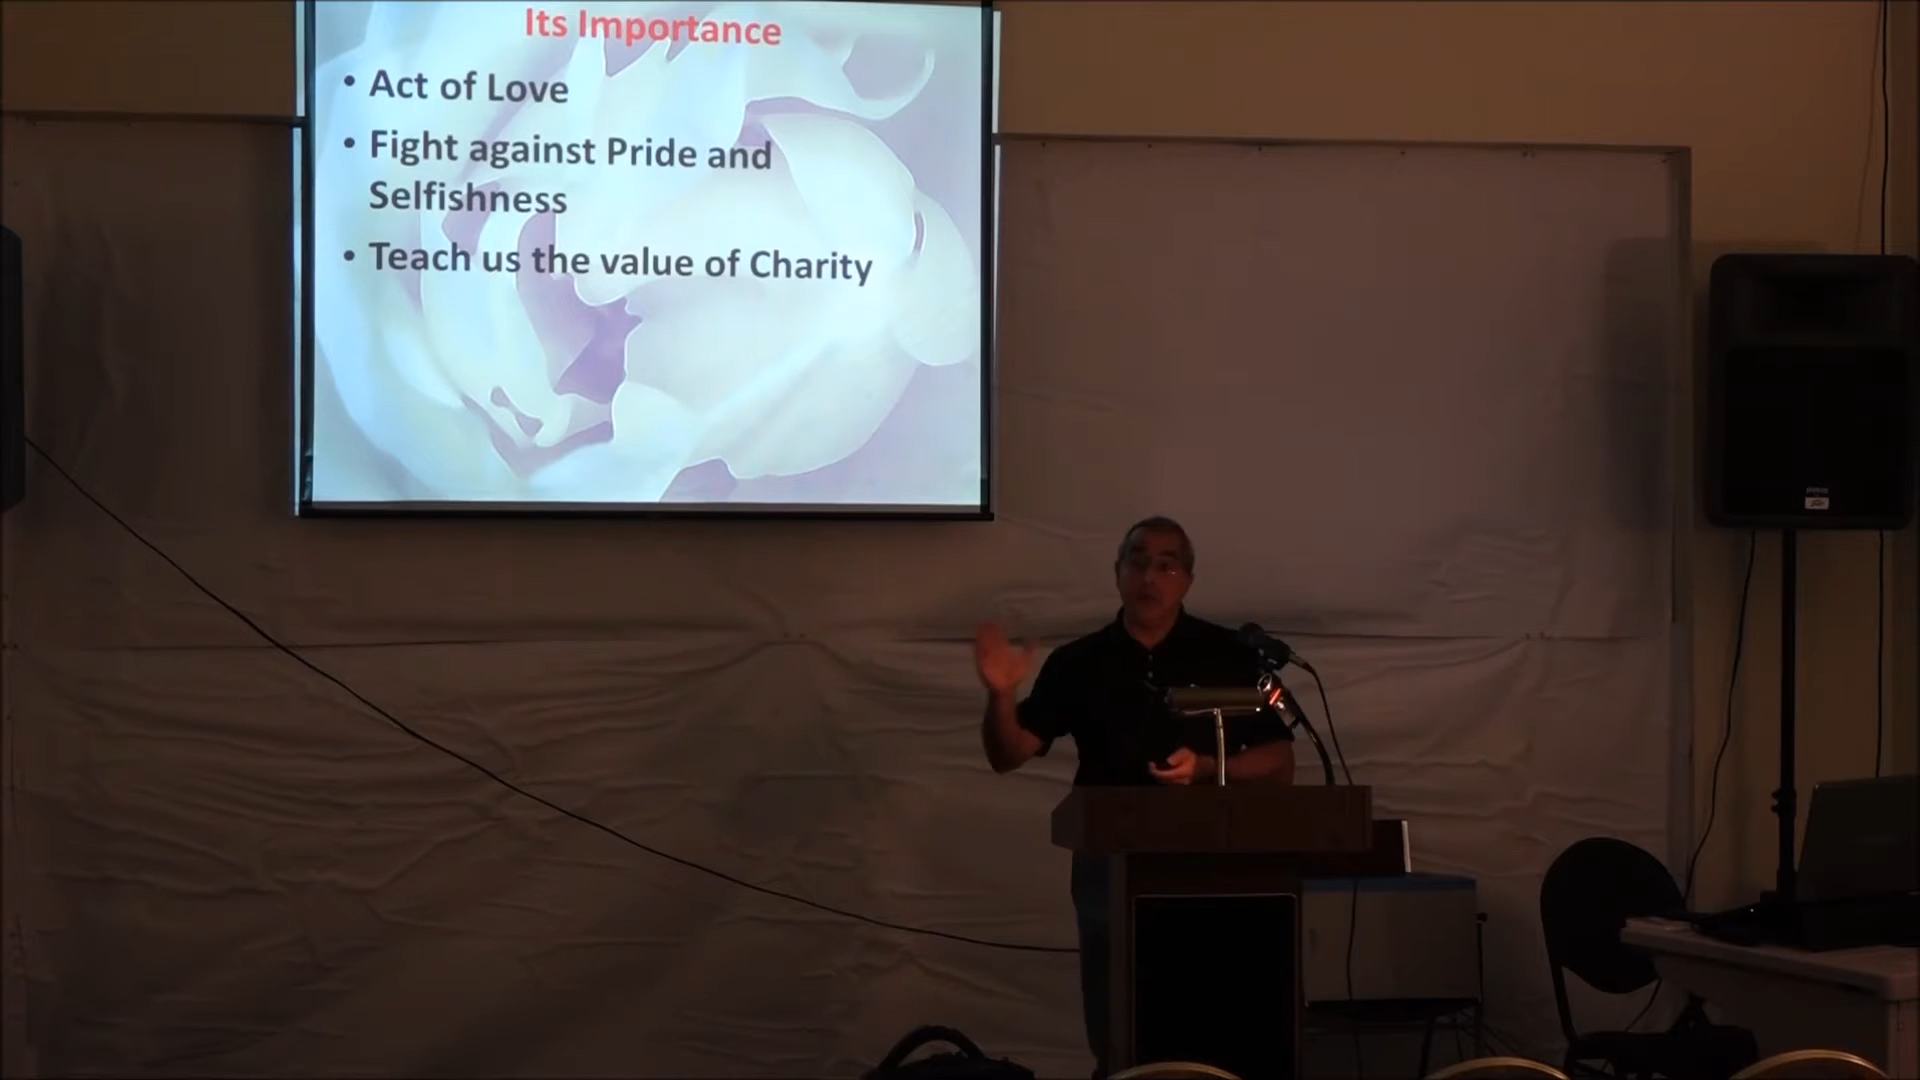 Its Importance
• Act of Love
• Fight against Pride and
Selfishness
• Teach us the value of Charity